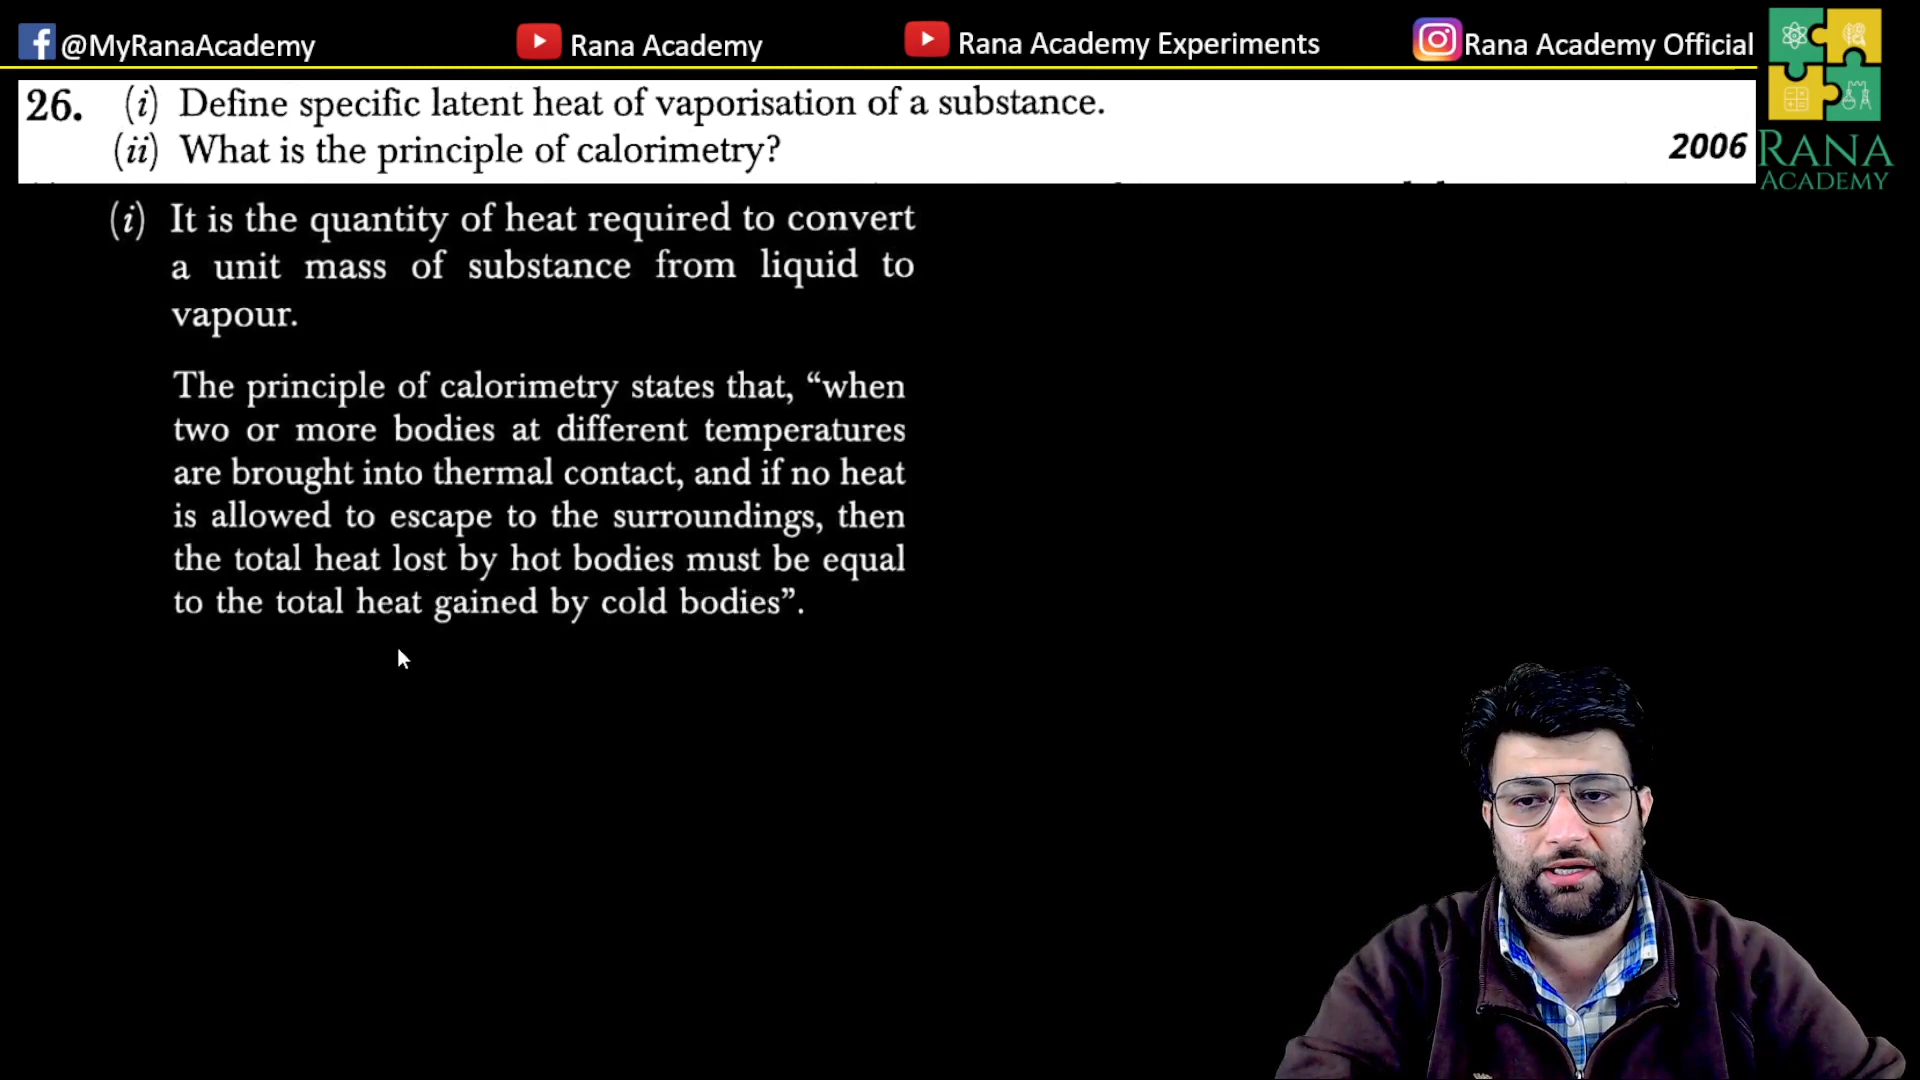 @MyRanaAcademy Rana Academy Rana Academy Experiments Rana Academy Official
26. (i) Define specific latent heat of vaporisation of a substance.
(ii) What is the principle of calorimetry? 2006
RANA
ACADEMY
(i) It is the quantity of heat required to convert
a unit mass of substance from liquid to
vapour.
The principle of calorimetry states that, “when
two or more bodies at different temperatures
are brought into thermal contact, and if no heat
is allowed to escape to the surroundings, then
the total heat lost by hot bodies must be equal
to the total heat gained by cold bodies”.